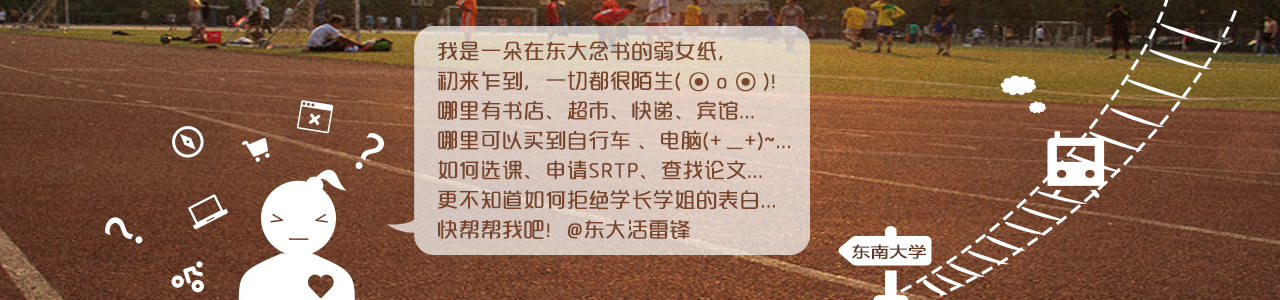 我是一朵在东大念书的弱女纸,
初来乍到，一切都很陌生( ⊙ o ⊙ )!
哪里有书店、超市、快递、宾馆...
哪里可以买到自行车 、电脑(+﹏+)~...
如何选课、申请SRTP、查找论文...
更不知道如何拒绝学长学姐的表白...
快帮帮我吧！@东大活雷锋
东南大学